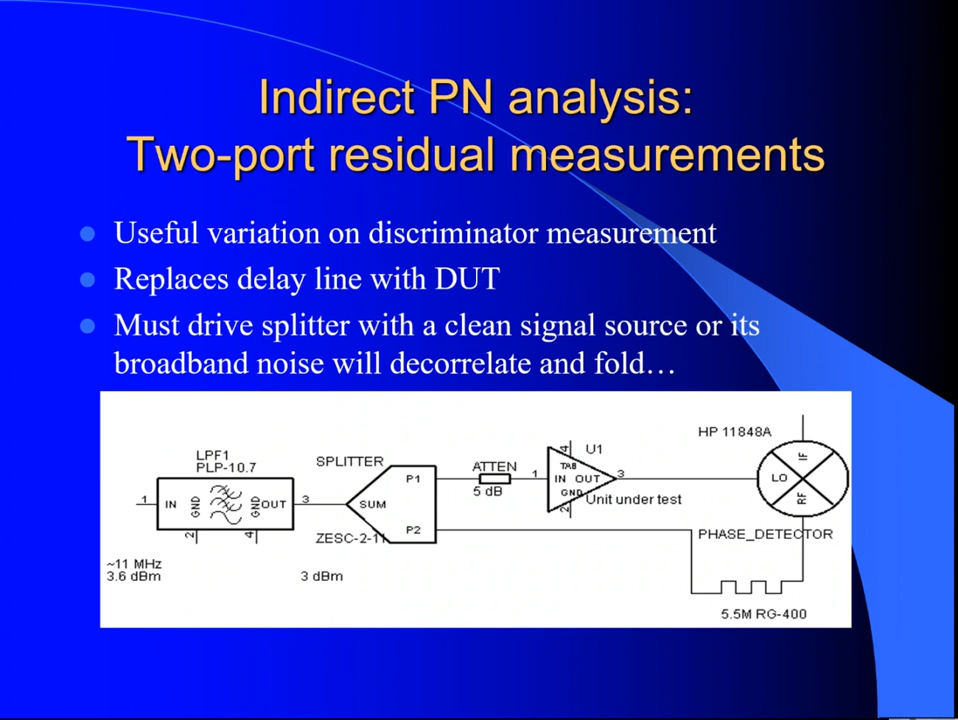 Indirect PN analysis:
Two-port residual measurements
Useful variation on discriminator measurement
Replaces delay line with DUT
Must drive splitter with a clean signal source or its
broadband noise will decorrelate and fold…
LPF1
PLP-10.7
1
IN
GND
GND
OUT
3
2
4
~11 MHz
3.6 dBm
3 dBm
SPLITTER
SUM
P1
P2
ZESC-2-11
ATTEN
5 dB
1
4
U1
TAB
IN OUT
GND
2
3
Unit under test
HP 11848A
IF
LO
RF
PHASE_DETECTOR
5.5M RG-400